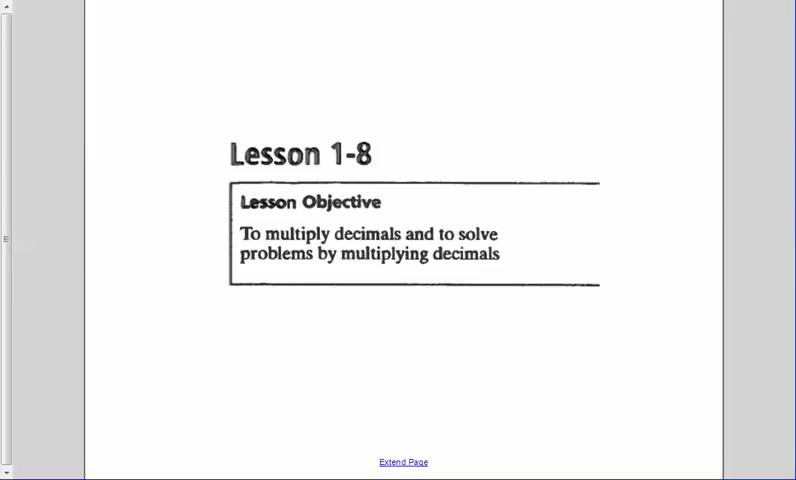 Lesson 1-8
Lesson Objective
To multiply decimals and to solve
problems by multiplying decimals
Extend Page